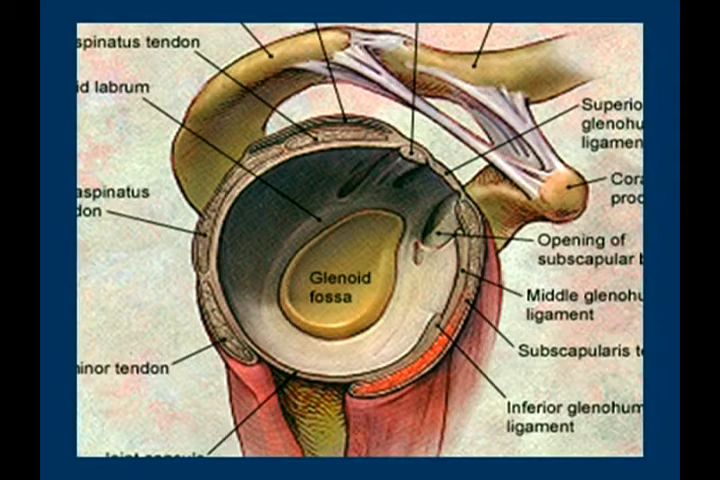 spinatus tendon
id labrum
aspinatus
don
inor tendon
Glenoid
fossa
Superio
glenohu
ligamen
Cora
proc
Opening of
subscapular b
Middle glenohu
ligament
Subscapularis te
Inferior glenohum
ligament